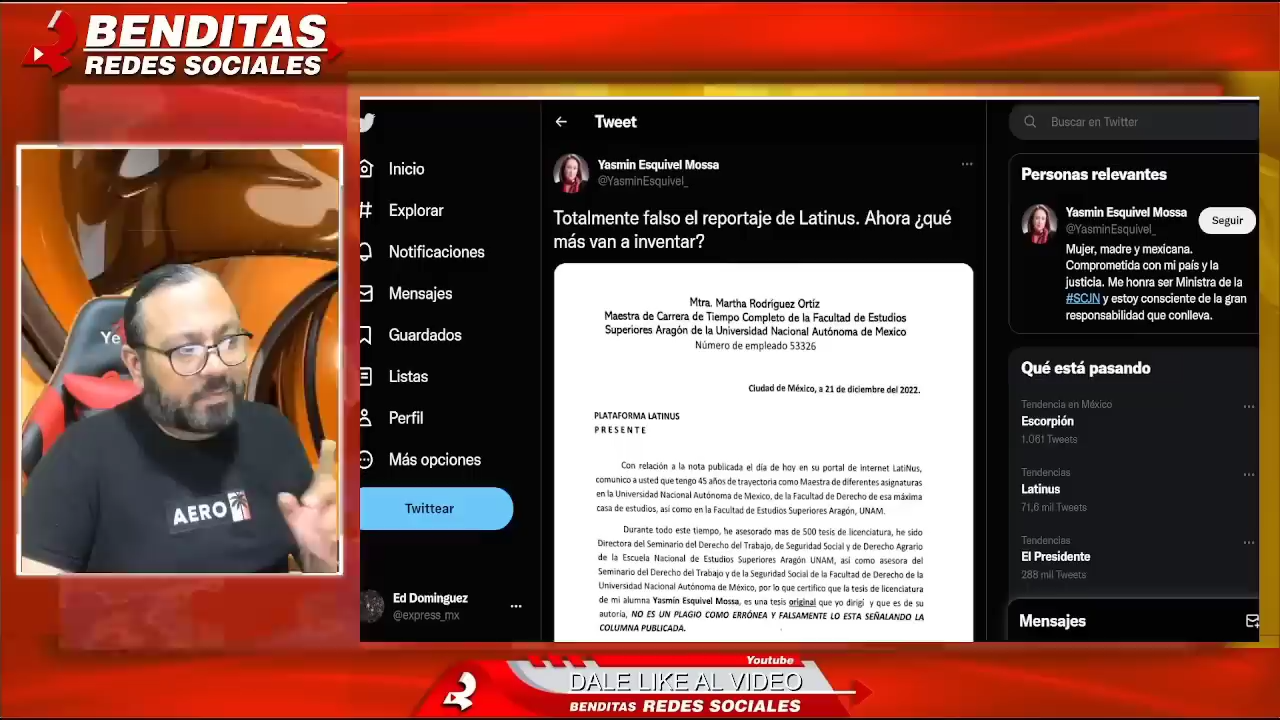 BENDITAS
REDES SOCIALES
Ye
AERO
Inicio
Explorar
Notificaciones
Mensajes
Guardados
Listas
Perfil
Más opciones
Twittear
Ed Dominguez
@express_mx
Tweet
Yasmin Esquivel Mossa
@YasminEsquivel_
Totalmente falso el reportaje de Latinus. Ahora ¿qué
más van a inventar?
Mtra. Martha Rodríguez Ortíz
Maestra de Carrera de Tiempo Completo de la Facultad de Estudios
Superiores Aragón de la Universidad Nacional Autónoma de Mexico
Número de empleado 53326
Ciudad de México, a 21 de diciembre del 2022.
PLATAFORMA LATINUS
PRESENTE
Con relación a la nota publicada el día de hoy en su portal de internet LatiNus,
comunico a usted que tengo 45 años de trayectoria como Maestra de diferentes asignaturas
en la Universidad Nacional Autónoma de Mexico, de la Facultad de Derecho de esa máxima
casa de estudios, así como en la Facultad de Estudios Superiores Aragón, UNAM.
Durante todo este tiempo, he asesorado mas de 500 tesis de licenciatura, he sido
Directora del Seminario del Derecho del Trabajo, de Seguridad Social y de Derecho Agrario
de la Escuela Nacional de Estudios Superiores Aragón UNAM, así como asesora del
Seminario del Derecho del Trabajo y de la Seguridad Social de la Facultad de Derecho de la
Universidad Nacional Autónoma de México, por lo que certifico que la tesis de licenciatura
de mi alumna Yasmin Esquivel Mossa, es una tesis original que yo dirigí y que es de su
autoria, NO ES UN PLAGIO COMO ERRÓNEA Y FALSAMENTE LO ESTA SEÑALANDO LA
COLUMNA PUBLICADA.
Buscar en Twitter
Personas relevantes
Yasmin Esquivel Mossa
@YasminEsquivel_
Seguir
Mujer, madre y mexicana.
Comprometida con mi país y la
justicia. Me honra ser Ministra de la
#SCJN y estoy consciente de la gran
responsabilidad que conlleva.
Qué está pasando
Tendencia en México
Escorpión
1.061 Tweets
Tendencias
Latinus
71,6 mil Tweets
Tendencias
El Presidente
288 mil Tweets
Mensajes
Youtube
DALE LIKE AL VIDEO
BENDITAS REDES SOCIALES